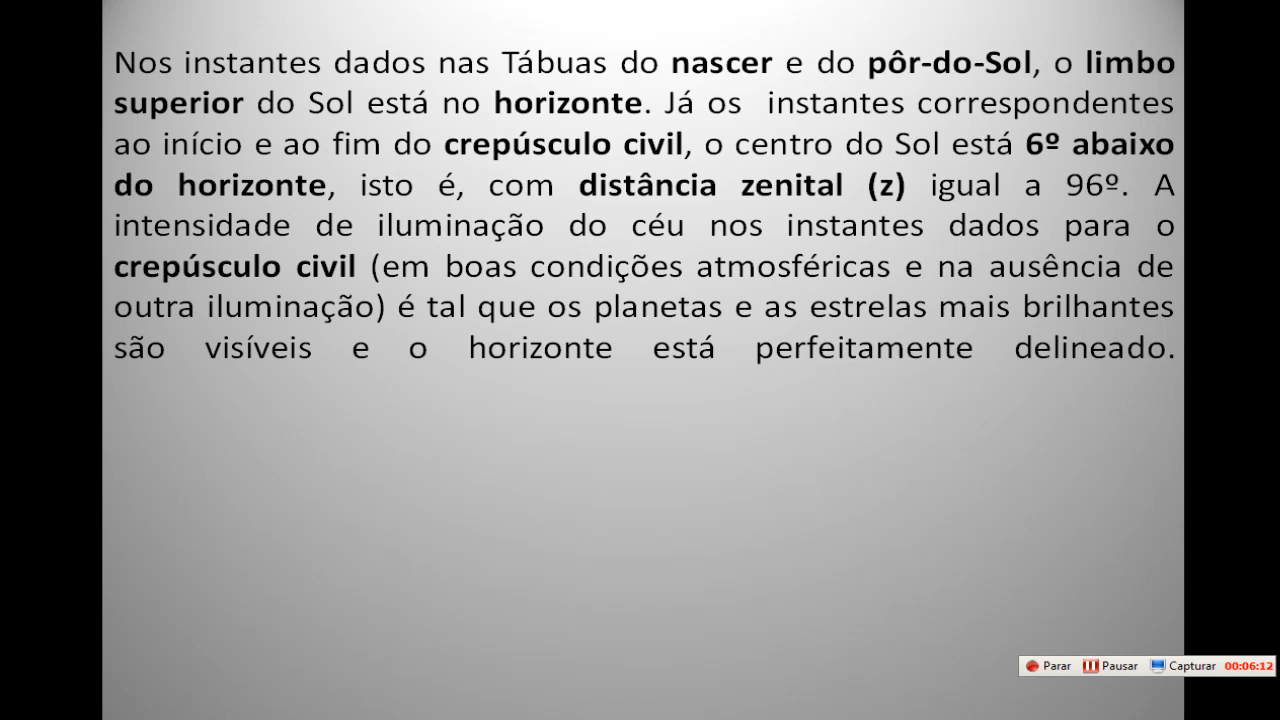 Nos instantes dados nas Tábuas do nascer e do pôr-do-Sol, o limbo
superior do Sol está no horizonte. Já os instantes correspondentes
ao início e ao fim do crepúsculo civil, o centro do Sol está 6º abaixo
do horizonte, isto é, com distância zenital (z) igual a 96º. A
intensidade de iluminação do céu nos instantes dados para o
crepúsculo civil (em boas condições atmosféricas e na ausência de
outra iluminação) é tal que os planetas e as estrelas mais brilhantes
são visíveis e o horizonte está perfeitamente delineado.
Parar Pausar Capturar 00:06:12